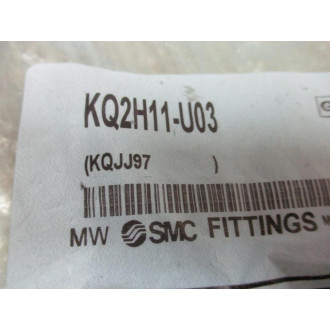 KQ2H11-U03
(KQJJ97 )
MW SMC FITTINGS